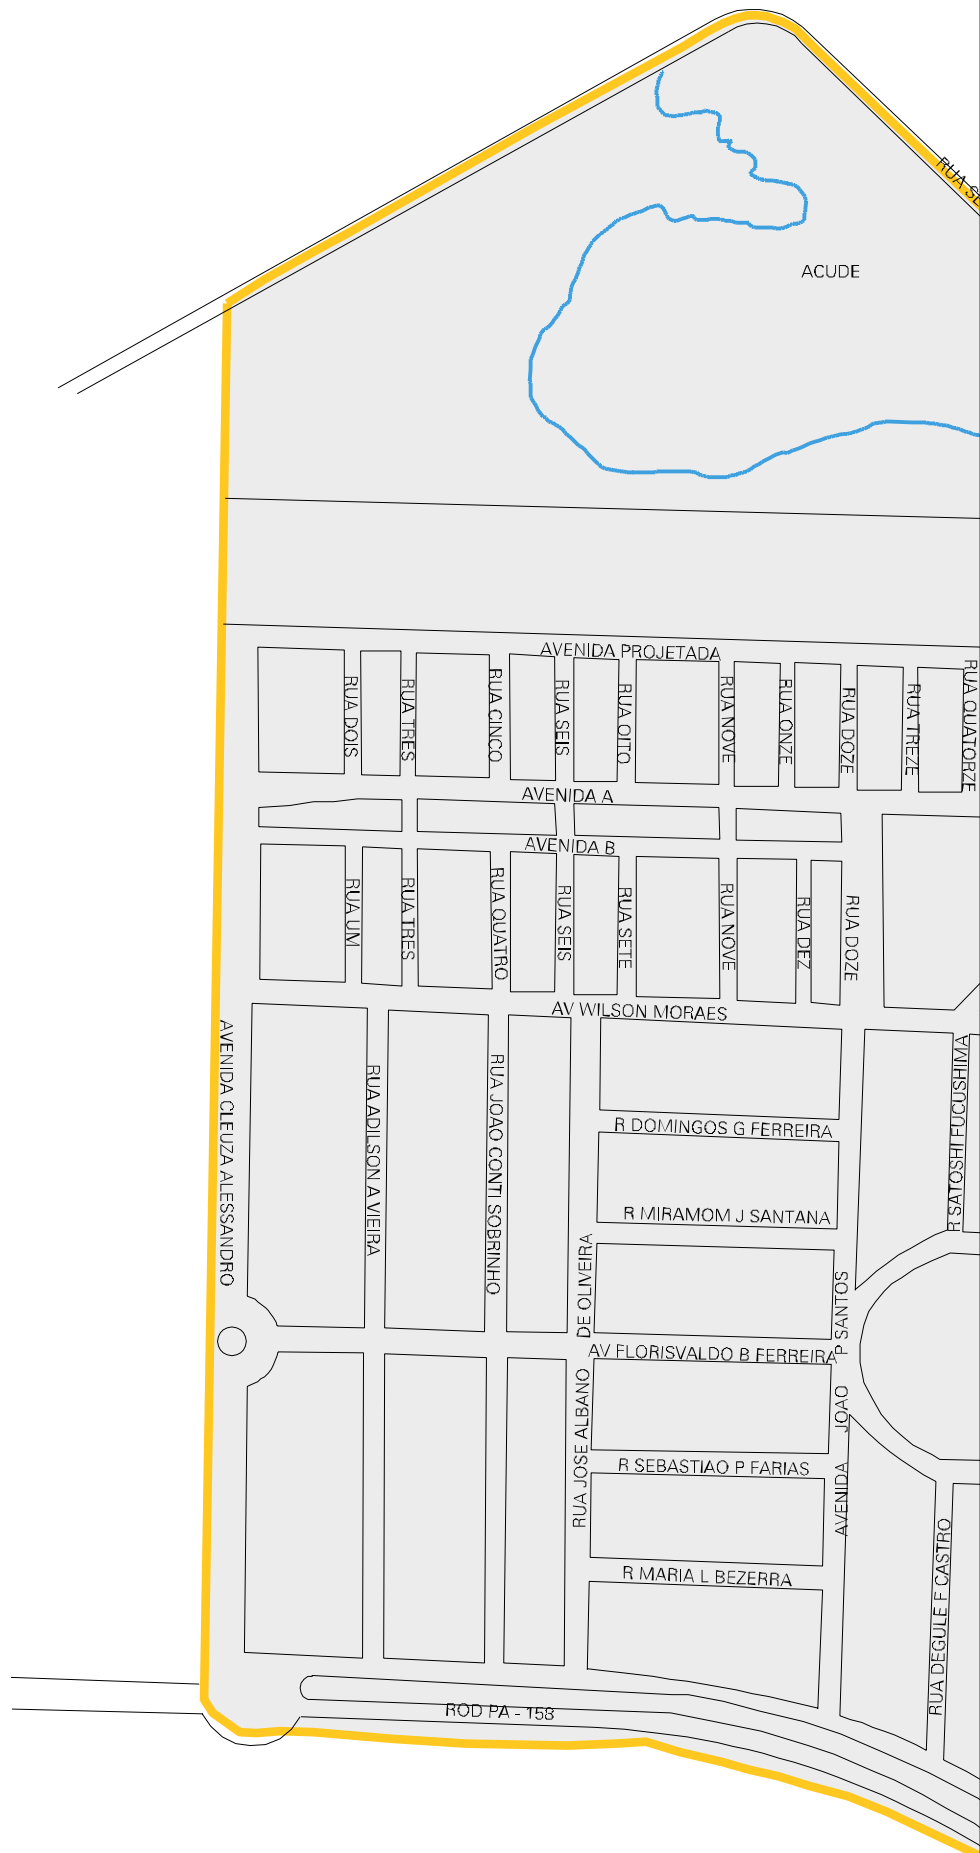 RUA SE
ACUDE
AVENIDA PROJETADA
RUA DOIS
RUA TRES
RUA CINCO
RUA SEIS
RUA OITO
RUA NOVE
RUA ONZE
RUA DOZE
RUA TREZE
RUA QUATORZE
AVENIDA A
AVENIDA B
RUA UM
RUA TRES
RUA QUATRO
RUA SEIS
RUA SETE
RUA NOVE
RUA DEZ
RUA DOZE
AV WILSON MORAES
AVENIDA CLEUZA ALESSANDRO
RUA ADILSON A VIEIRA
RUA JOAO CONTI SOBRINHO
R DOMINGOS G FERREIRA
R SATOSHI FUCUSHIMA
R MIRAMOM J SANTANA
RUA JOSE ALBANO DE OLIVEIRA
AV FLORISVALDO B FERREIRA
AVENIDA JOAO P SANTOS
R SEBASTIAO P FARIAS
R MARIA L BEZERRA
RUA DEGULE F CASTRO
ROD PA - 158